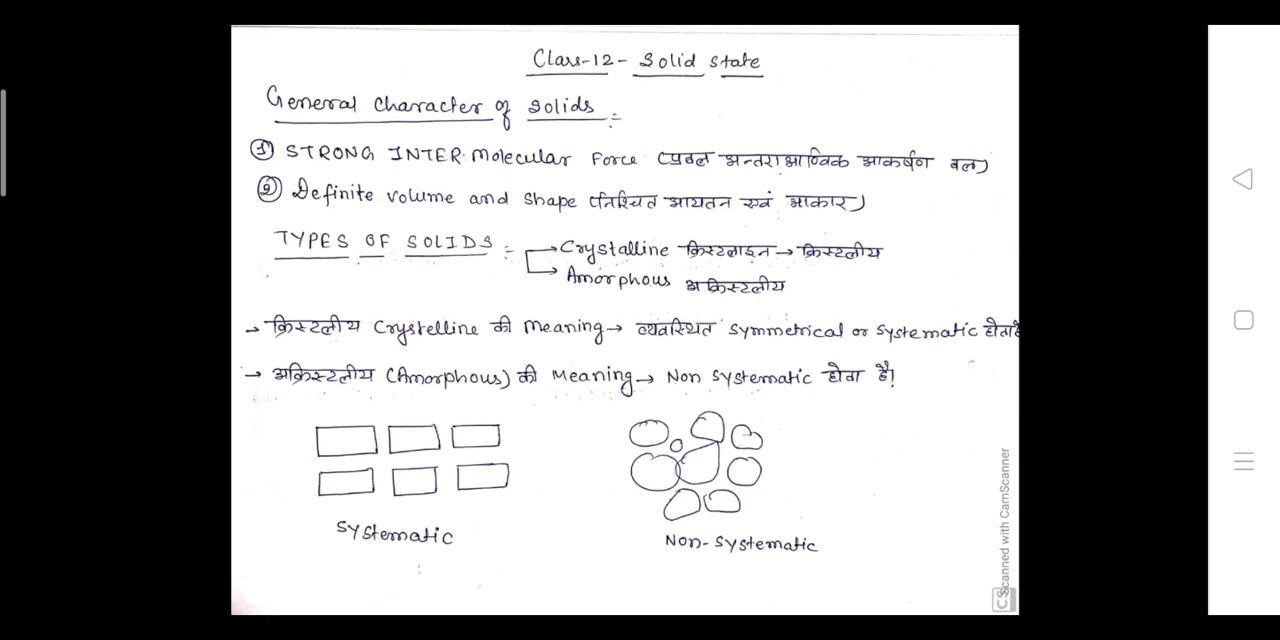 Class-12 - Solid State
General character of solids :-
① STRONG INTER Molecular Force (प्रबल अन्तराआण्विक आकर्षण बल)
② Definite volume and shape (निश्चित आयतन एवं आकार)
TYPES OF SOLIDS :- → Crystalline क्रिस्टलाइन → क्रिस्टलीय
→ Amorphous अक्रिस्टलीय
→ क्रिस्टलीय Crystelline की Meaning → व्यवस्थित Symmetrical or Systematic होता है
→ अक्रिस्टलीय (Amorphous) की Meaning → Non Systematic होता है।
Systematic
Non-Systematic
CS Scanned with CamScanner